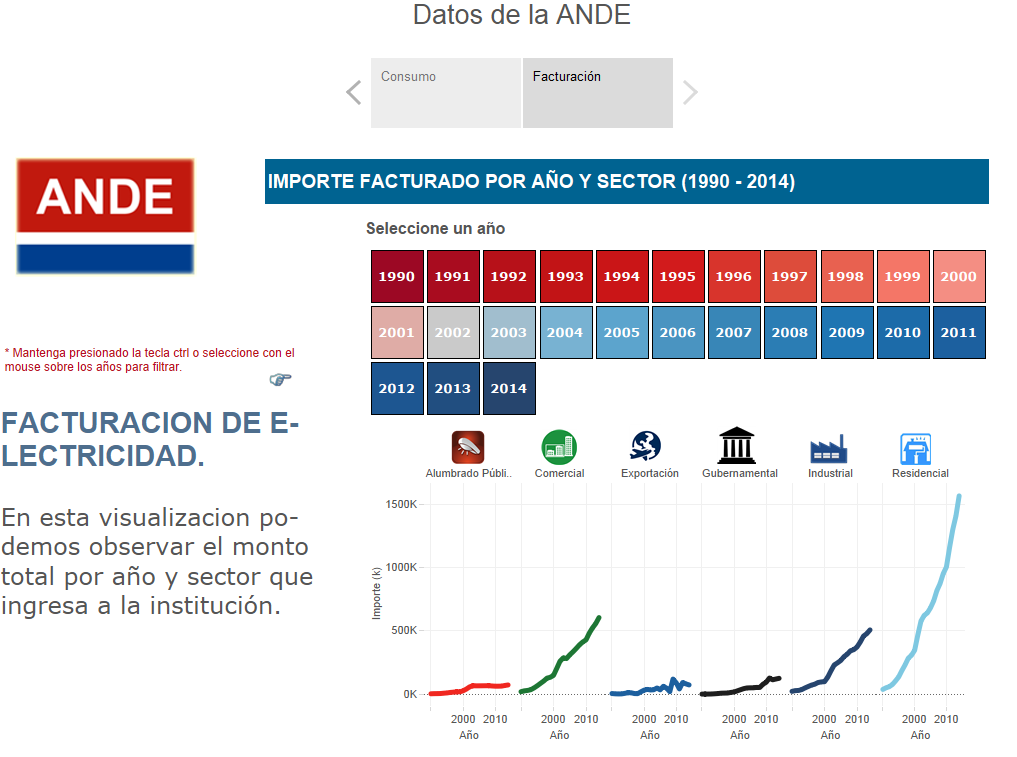 Datos de la ANDE
Consumo
Facturación
ANDE
IMPORTE FACTURADO POR AÑO Y SECTOR (1990 - 2014)
Seleccione un año
1990 1991 1992 1993 1994 1995 1996 1997 1998 1999 2000
2001 2002 2003 2004 2005 2006 2007 2008 2009 2010 2011
2012 2013 2014
* Mantenga presionado la tecla ctrl o seleccione con el
mouse sobre los años para filtrar.
FACTURACION DE E-
LECTRICIDAD.
En esta visualizacion po-
demos observar el monto
total por año y sector que
ingresa a la institución.
Alumbrado Públi.. Comercial Exportación Gubernamental Industrial Residencial
1500K
1000K
500K
0K
Importe (k)
2000 2010 2000 2010 2000 2010 2000 2010 2000 2010 2000 2010
Año Año Año Año Año Año